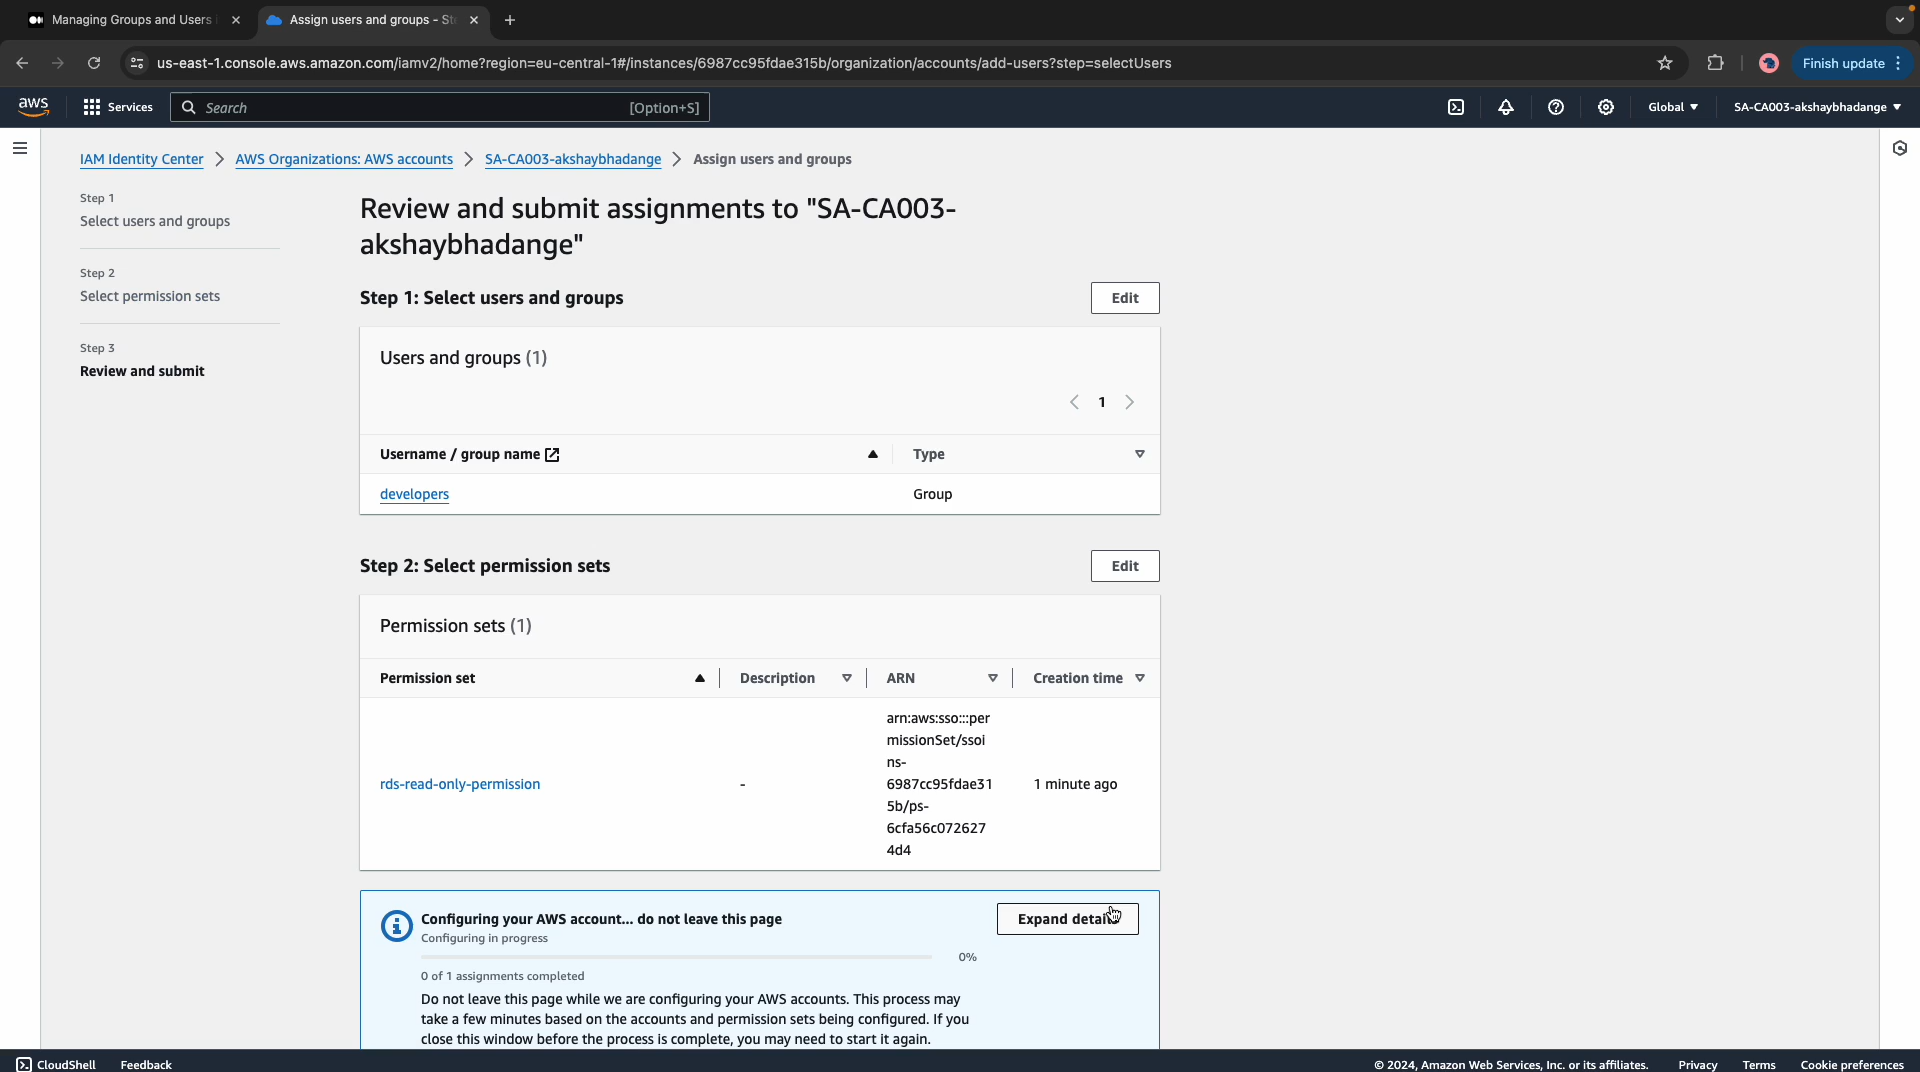 Managing Groups and Users
Assign users and groups - Ste
us-east-1.console.aws.amazon.com/iamv2/home?region=eu-central-1#/instances/6987cc95fdae315b/organization/accounts/add-users?step=selectUsers
Finish update
aws
Services
Search
[Option+S]
Global
SA-CA003-akshaybhadange
IAM Identity Center
AWS Organizations: AWS accounts
SA-CA003-akshaybhadange
Assign users and groups
Step 1
Select users and groups
Step 2
Select permission sets
Step 3
Review and submit
Review and submit assignments to "SA-CA003-
akshaybhadange"
Step 1: Select users and groups
Edit
Users and groups (1)
1
Username / group name
Type
developers
Group
Step 2: Select permission sets
Edit
Permission sets (1)
Permission set
Description
ARN
Creation time
rds-read-only-permission
-
arn:aws:sso:::per
missionSet/ssoi
ns-
6987cc95fdae31
5b/ps-
6cfa56c072627
4d4
1 minute ago
Configuring your AWS account... do not leave this page
Expand details
Configuring in progress
0%
0 of 1 assignments completed
Do not leave this page while we are configuring your AWS accounts. This process may
take a few minutes based on the accounts and permission sets being configured. If you
close this window before the process is complete, you may need to start it again.
CloudShell
Feedback
© 2024, Amazon Web Services, Inc. or its affiliates.
Privacy
Terms
Cookie preferences